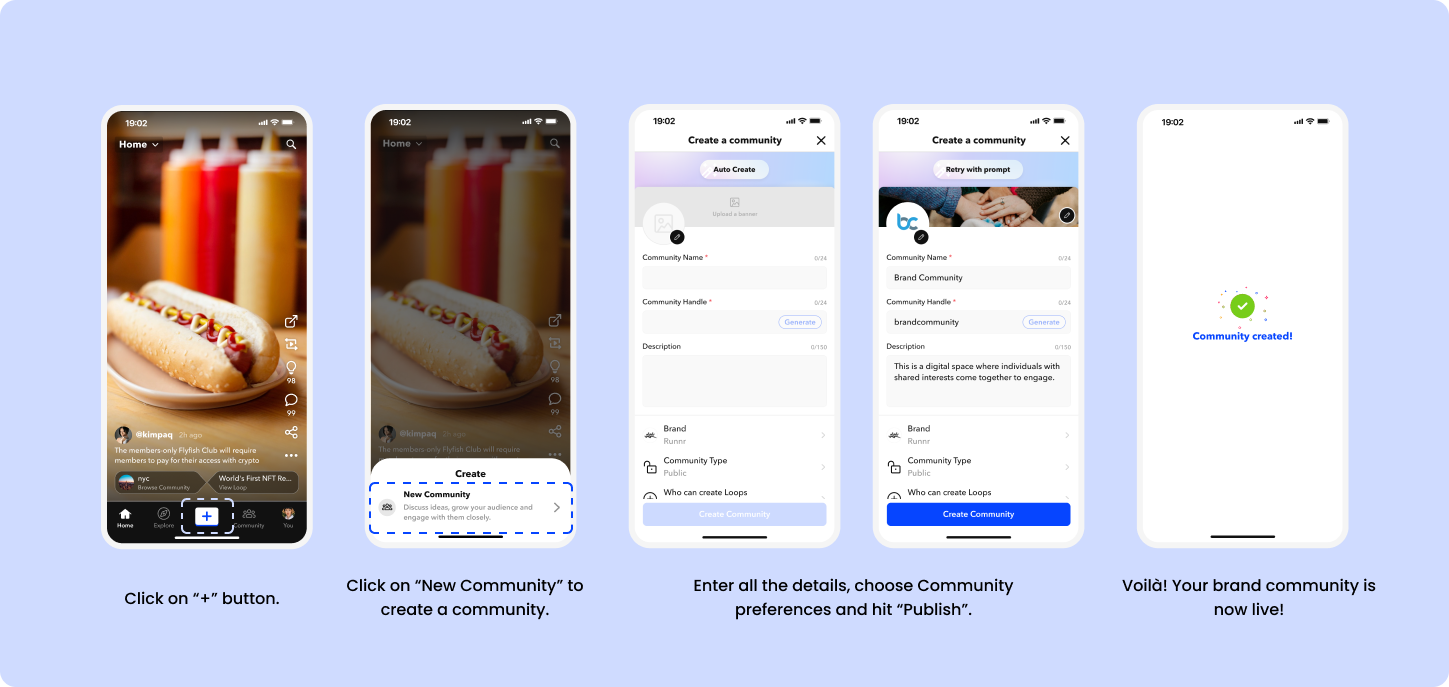 19:02
Home
98
99
@kimpaq 2h ago
The members-only Flyfish Club will require
members to pay for their access with crypto
nyc
Browse Community
World's First NFT Re...
View Loop
Home
Explore
Community
You
Click on “+” button.
19:02
Home
98
99
@kimpaq 2h ago
The members-only Flyfish Club will require
Create
New Community
Discuss ideas, grow your audience and
engage with them closely.
Click on “New Community” to
create a community.
19:02
Create a community
Auto Create
Upload a banner
Community Name * 0/24
Community Handle * 0/24
Generate
Description 0/150
Brand
Runnr
Community Type
Public
Who can create Loops
Create Community
19:02
Create a community
Retry with prompt
bc
Community Name * 0/24
Brand Community
Community Handle * 0/24
brandcommunity Generate
Description 0/150
This is a digital space where individuals with
shared interests come together to engage.
Brand
Runnr
Community Type
Public
Who can create Loops
Create Community
Enter all the details, choose Community
preferences and hit “Publish”.
19:02
Community created!
Voilà! Your brand community is
now live!